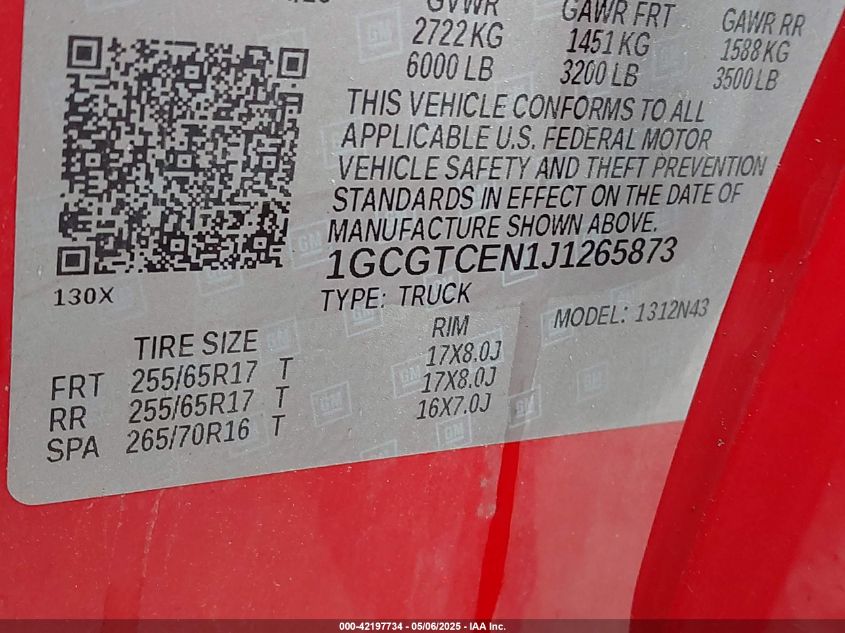 GVWR GAWR FRT GAWR RR
2722 KG 1451 KG 1588 KG
6000 LB 3200 LB 3500 LB
THIS VEHICLE CONFORMS TO ALL
APPLICABLE U.S. FEDERAL MOTOR
VEHICLE SAFETY AND THEFT PREVENTION
STANDARDS IN EFFECT ON THE DATE OF
MANUFACTURE SHOWN ABOVE.
1GCGTCEN1J1265873
130X
TYPE: TRUCK
MODEL: 1312N43
TIRE SIZE RIM
FRT 255/65R17 T 17X8.0J
RR 255/65R17 T 17X8.0J
SPA 265/70R16 T 16X7.0J
GM
000-42197734 - 05/06/2025 - IAA Inc.